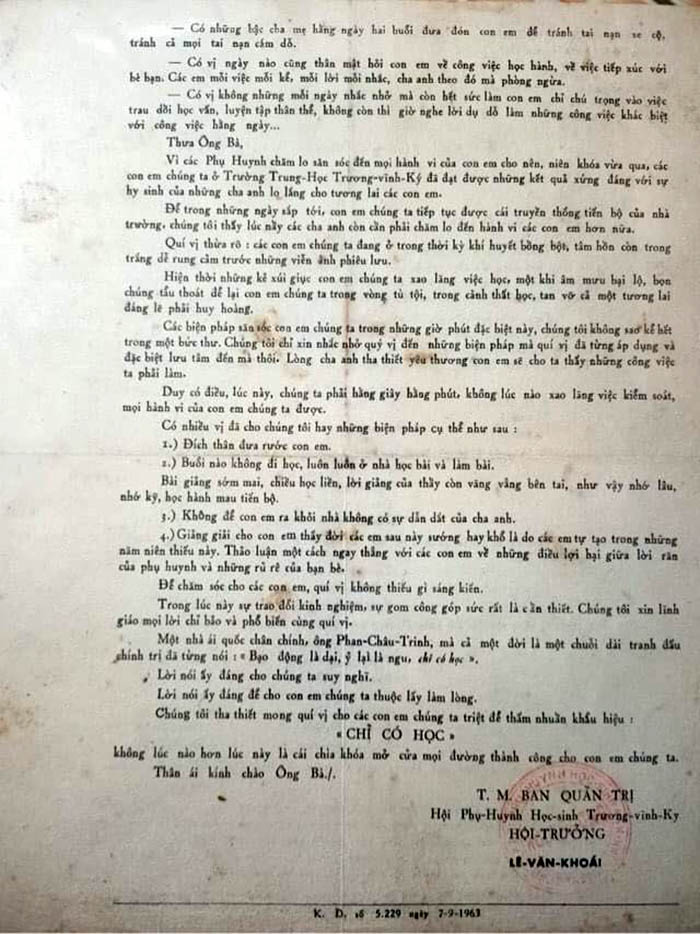 — Có những bậc cha mẹ hằng ngày hai buổi đưa đón con em để tránh tai nạn xe cộ,
tránh cả mọi tai nạn cám dỗ.
— Có vị ngày nào cũng thân mật hỏi con em về công việc học hành, về việc tiếp xúc với
bè bạn. Các em mỗi việc mỗi kể, mỗi lời mỗi nhắc, cha anh theo đó mà phòng ngừa.
— Có vị không những mỗi ngày nhắc nhở mà còn hết sức làm con em chỉ chú trọng vào việc
trau dồi học vấn, luyện tập thân thể, không còn thì giờ nghe lời dụ dỗ làm những công việc khác biệt
với công việc hằng ngày...
Thưa Ông Bà,
Vì các Phụ Huynh chăm lo săn sóc đến mọi hành vi của con em cho nên, niên khóa vừa qua, các
con em chúng ta ở Trường Trung-Học Trương-vĩnh-Ký đã đạt được những kết quả xứng đáng với sự
hy sinh của những cha anh lo lắng cho tương lai các con em.
Để trong những ngày sắp tới, con em chúng ta tiếp tục được cái truyền thống tiến bộ của nhà
trường, chúng tôi thấy lúc nầy các cha anh còn cần phải chăm lo đến hành vi các con em hơn nữa.
Quí vị thừa rõ : các em chúng ta đang ở trong thời kỳ khí huyết bồng bột, tâm hồn còn trong
trắng dễ rung cảm trước những viễn ảnh phiêu lưu.
Hiện thời những kẻ xúi giục con em chúng ta xao lãng việc học, một khi âm mưu bại lộ, bọn
chúng tẩu thoát để lại con em chúng ta trong vòng tù tội, trong cảnh thất học, tan vỡ cả một tương lai
đáng lẽ phải huy hoàng.
Các biện pháp săn sóc con em chúng ta trong những giờ phút đặc biệt này, chúng tôi không sao kể hết
trong một bức thư. Chúng tôi chỉ xin nhắc nhở quý vị đến những biện pháp mà quí vị đã từng áp dụng và
đặc biệt lưu tâm đến mà thôi. Lòng cha anh tha thiết yêu thương con em sẽ cho ta thấy những công việc
ta phải làm.
Duy có điều, lúc này, chúng ta phải hằng giây hằng phút, không lúc nào xao lãng việc kiểm soát,
mọi hành vi của con em chúng ta được.
Có nhiều vị đã cho chúng tôi hay những biện pháp cụ thể như sau :
1.) Đích thân đưa rước con em.
2.) Buổi nào không đi học, luôn luôn ở nhà học bài và làm bài.
Bài giảng sớm mai, chiều học liền, lời giảng của thầy còn văng vẳng bên tai, như vậy nhớ lâu,
nhớ kỹ, học hành mau tiến bộ.
3.) Không để con em ra khỏi nhà không có sự dẫn dắt của cha anh.
4.) Giảng giải cho con em thấy đời các em sau này sướng hay khổ là do các em tự tạo trong những
năm niên thiếu này. Thảo luận một cách ngay thẳng với các con em về những điều lợi hại giữa lời răn
của phụ huynh và những rủ rê của bạn bè.
Để chăm sóc cho các con em, quí vị không thiếu gì sáng kiến.
Trong lúc này sự trao đổi kinh nghiệm, sự gom công góp sức rất là cần thiết. Chúng tôi xin lĩnh
giáo mọi lời chỉ bảo và phổ biến cùng quí vị.
Một nhà ái quốc chân chính, ông Phan-Châu-Trinh, mà cả một đời là một chuỗi dài tranh đấu
chính trị đã từng nói : « Bạo động là dại, ỷ lại là ngu, chỉ có học ».
Lời nói ấy đáng cho chúng ta suy nghĩ.
Lời nói ấy đáng để cho con em chúng ta thuộc lấy làm lòng.
Chúng tôi tha thiết mong quí vị cho các con em chúng ta triệt để thấm nhuần khẩu hiệu :
« CHỈ CÓ HỌC »
không lúc nào hơn lúc này là cái chìa khóa mở cửa mọi đường thành công cho con em chúng ta.
Thân ái kính chào Ông Bà./.
T. M. BAN QUẢN TRỊ
Hội Phụ-Huynh Học-sinh Trương-vĩnh-Ky
HỘI-TRƯỞNG
LÊ-VĂN-KHOÁI
K. D. số 5.229 ngày 7-9-1963